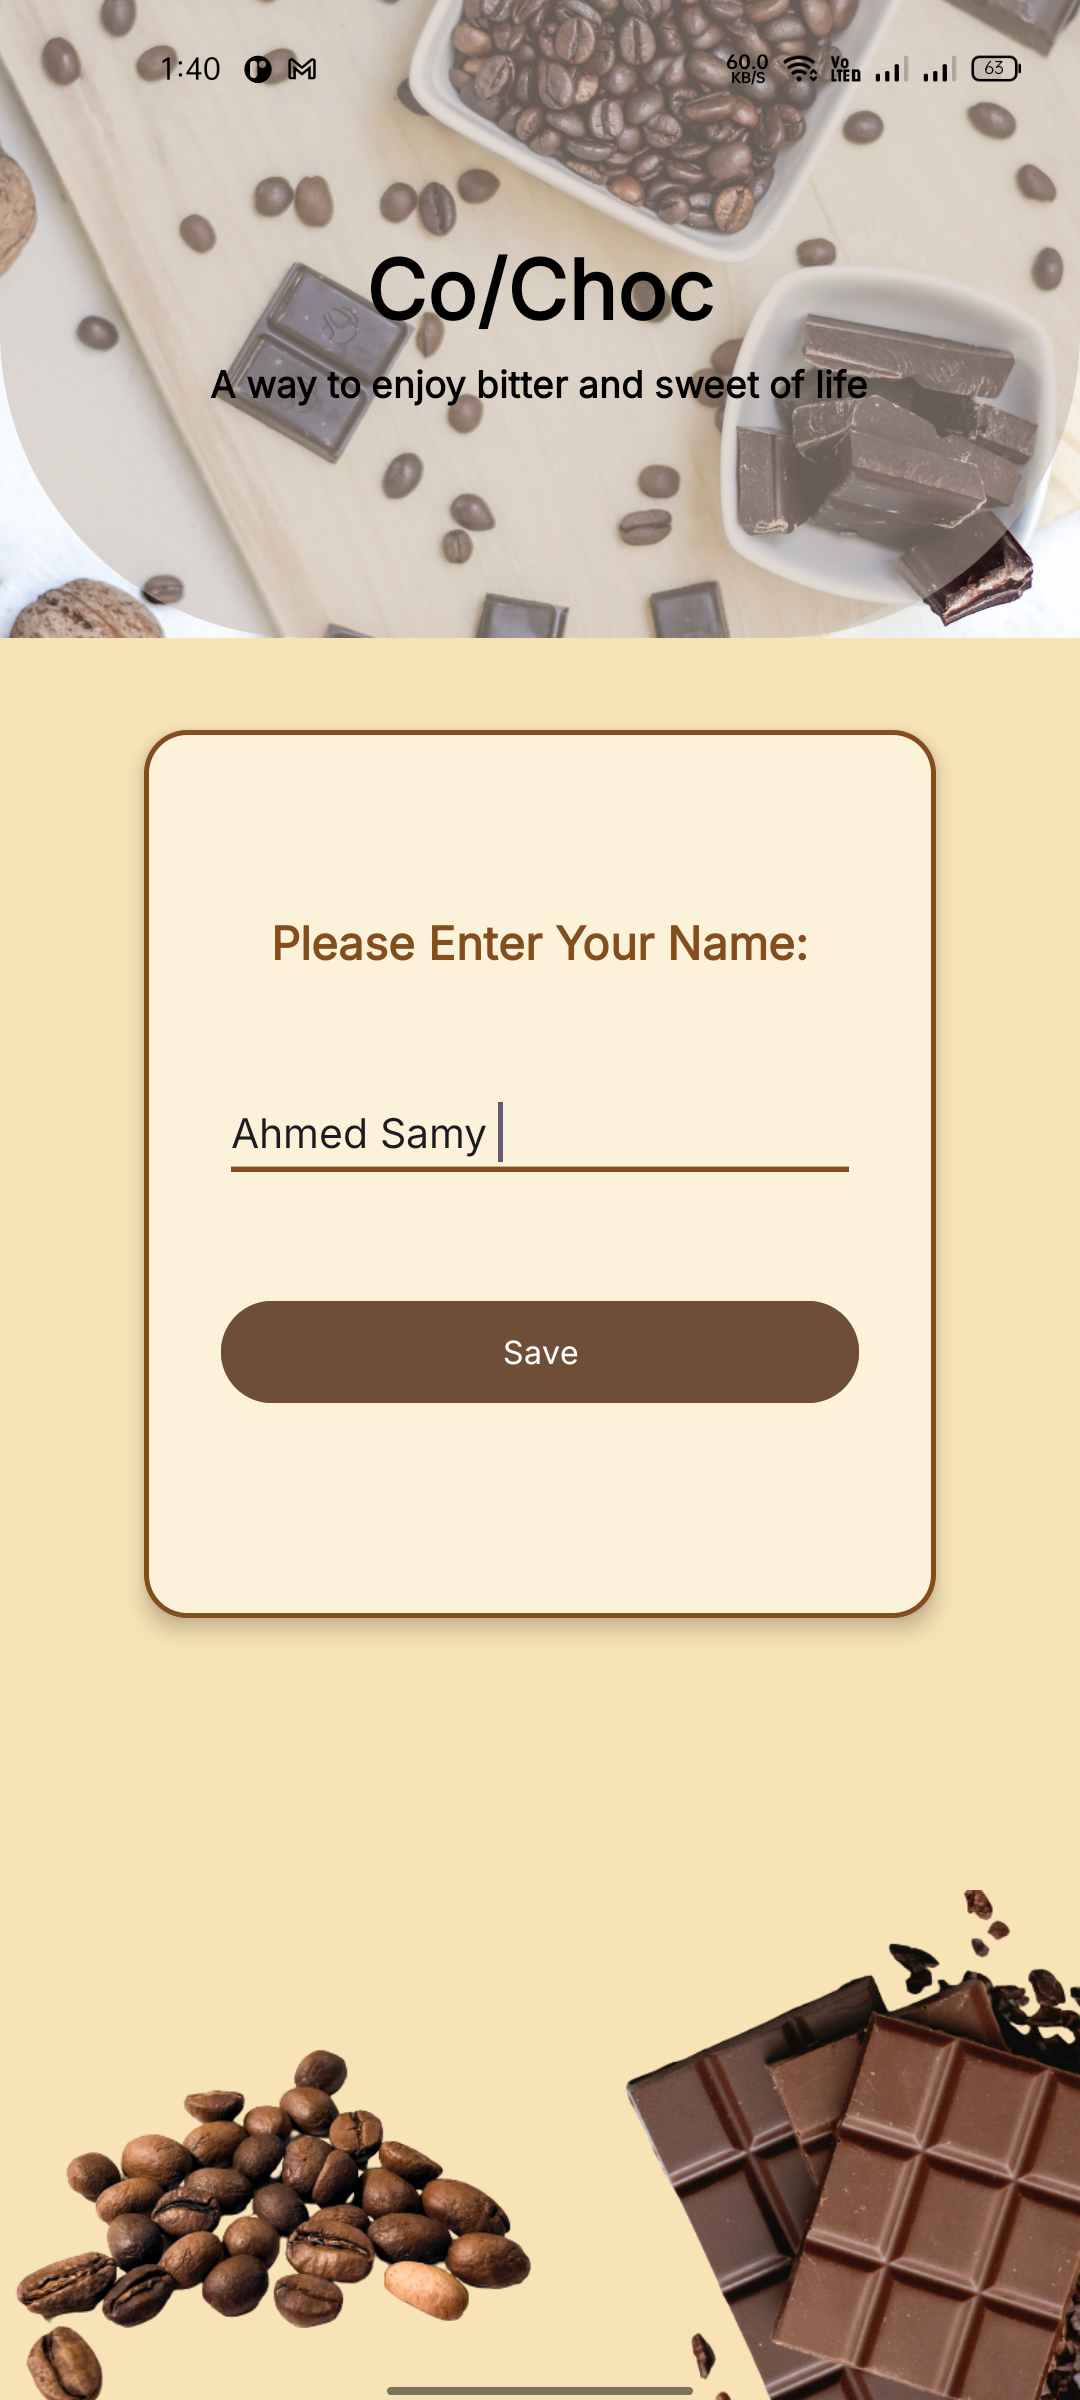 1:40 60.0 KB/S Vo LTED 63
Co/Choc
A way to enjoy bitter and sweet of life
Please Enter Your Name:
Ahmed Samy
Save